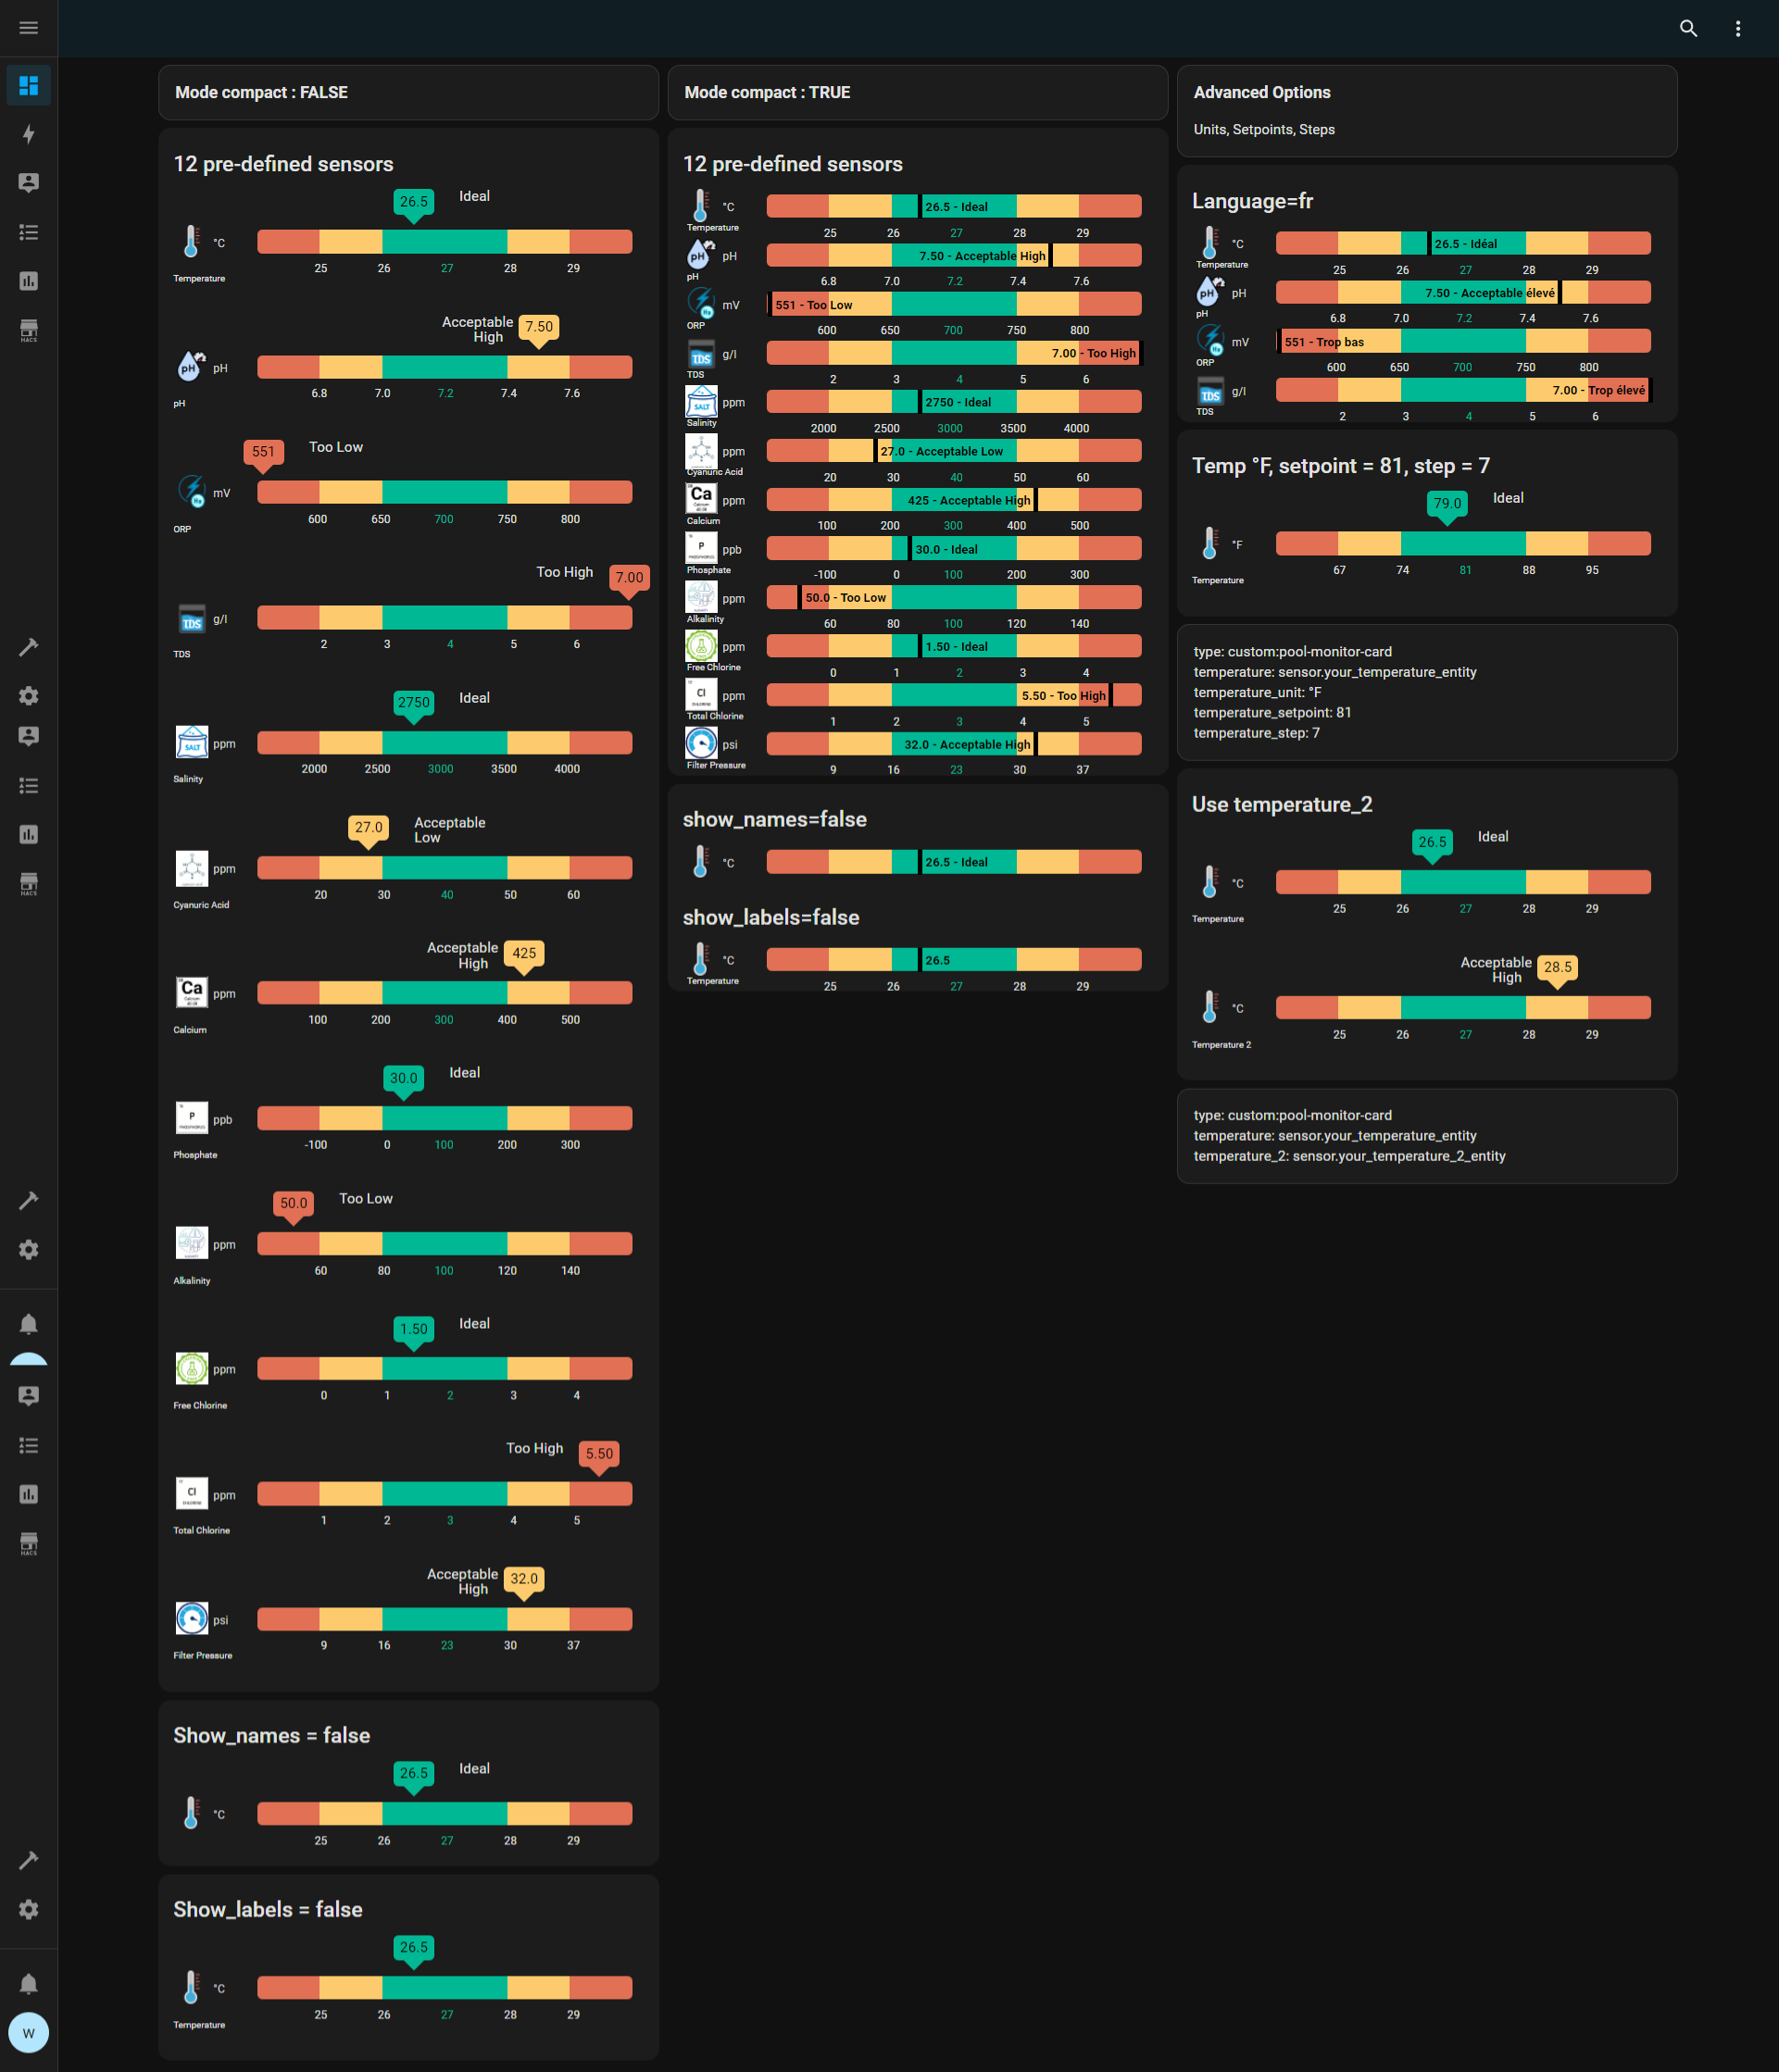 Mode compact : FALSE
12 pre-defined sensors
26.5 Ideal
°C
Temperature
25 26 27 28 29
Acceptable High 7.50
pH pH
pH
6.8 7.0 7.2 7.4 7.6
551 Too Low
mV
ORP
600 650 700 750 800
Too High 7.00
TDS g/l
TDS
2 3 4 5 6
2750 Ideal
SALT ppm
Salinity
2000 2500 3000 3500 4000
27.0 Acceptable Low
ppm
Cyanuric Acid
20 30 40 50 60
Acceptable High 425
Ca ppm
Calcium
100 200 300 400 500
30.0 Ideal
P ppb
Phosphate
-100 0 100 200 300
50.0 Too Low
ppm
Alkalinity
60 80 100 120 140
1.50 Ideal
ppm
Free Chlorine
0 1 2 3 4
Too High 5.50
Cl ppm
Total Chlorine
1 2 3 4 5
Acceptable High 32.0
psi
Filter Pressure
9 16 23 30 37
Show_names = false
26.5 Ideal
°C
25 26 27 28 29
Show_labels = false
26.5
°C
Temperature
25 26 27 28 29
Mode compact : TRUE
12 pre-defined sensors
°C 26.5 - Ideal
Temperature 25 26 27 28 29
pH pH 7.50 - Acceptable High
pH 6.8 7.0 7.2 7.4 7.6
mV 551 - Too Low
ORP 600 650 700 750 800
TDS g/l 7.00 - Too High
TDS 2 3 4 5 6
SALT ppm 2750 - Ideal
Salinity 2000 2500 3000 3500 4000
ppm 27.0 - Acceptable Low
Cyanuric Acid 20 30 40 50 60
Ca ppm 425 - Acceptable High
Calcium 100 200 300 400 500
P ppb 30.0 - Ideal
Phosphate -100 0 100 200 300
ppm 50.0 - Too Low
Alkalinity 60 80 100 120 140
ppm 1.50 - Ideal
Free Chlorine 0 1 2 3 4
Cl ppm 5.50 - Too High
Total Chlorine 1 2 3 4 5
psi 32.0 - Acceptable High
Filter Pressure 9 16 23 30 37
show_names=false
°C 26.5 - Ideal
show_labels=false
°C 26.5
Temperature 25 26 27 28 29
Advanced Options
Units, Setpoints, Steps
Language=fr
°C 26.5 - Idéal
Temperature 25 26 27 28 29
pH pH 7.50 - Acceptable élevé
pH 6.8 7.0 7.2 7.4 7.6
mV 551 - Trop bas
ORP 600 650 700 750 800
TDS g/l 7.00 - Trop élevé
TDS 2 3 4 5 6
Temp °F, setpoint = 81, step = 7
79.0 Ideal
°F
Temperature
67 74 81 88 95
type: custom:pool-monitor-card
temperature: sensor.your_temperature_entity
temperature_unit: °F
temperature_setpoint: 81
temperature_step: 7
Use temperature_2
26.5 Ideal
°C
Temperature
25 26 27 28 29
Acceptable High 28.5
°C
Temperature 2
25 26 27 28 29
type: custom:pool-monitor-card
temperature: sensor.your_temperature_entity
temperature_2: sensor.your_temperature_2_entity
HACS
HACS
HACS
W